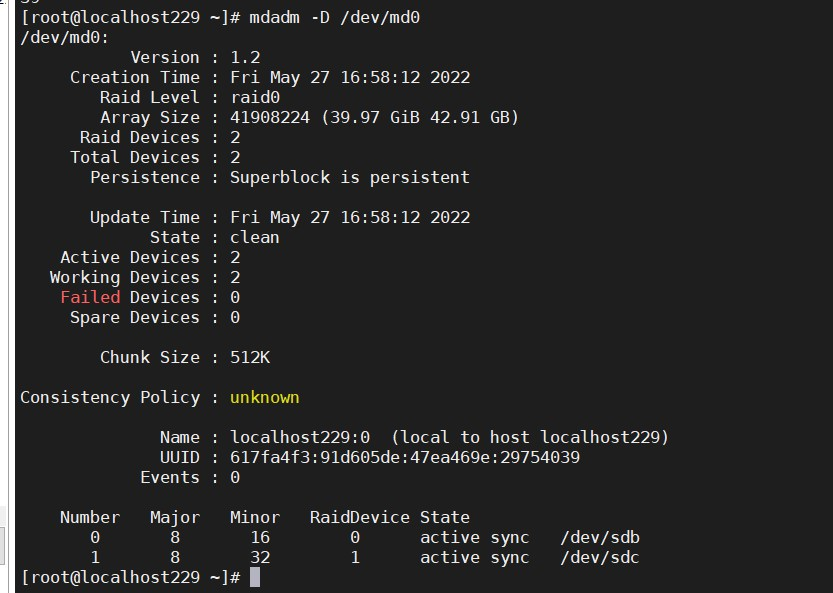 [root@localhost229 ~]# mdadm -D /dev/md0
/dev/md0:
Version : 1.2
Creation Time : Fri May 27 16:58:12 2022
Raid Level : raid0
Array Size : 41908224 (39.97 GiB 42.91 GB)
Raid Devices : 2
Total Devices : 2
Persistence : Superblock is persistent
Update Time : Fri May 27 16:58:12 2022
State : clean
Active Devices : 2
Working Devices : 2
Failed Devices : 0
Spare Devices : 0
Chunk Size : 512K
Consistency Policy : unknown
Name : localhost229:0  (local to host localhost229)
UUID : 617fa4f3:91d605de:47ea469e:29754039
Events : 0
Number   Major   Minor   RaidDevice State
0       8       16        0      active sync   /dev/sdb
1       8       32        1      active sync   /dev/sdc
[root@localhost229 ~]#